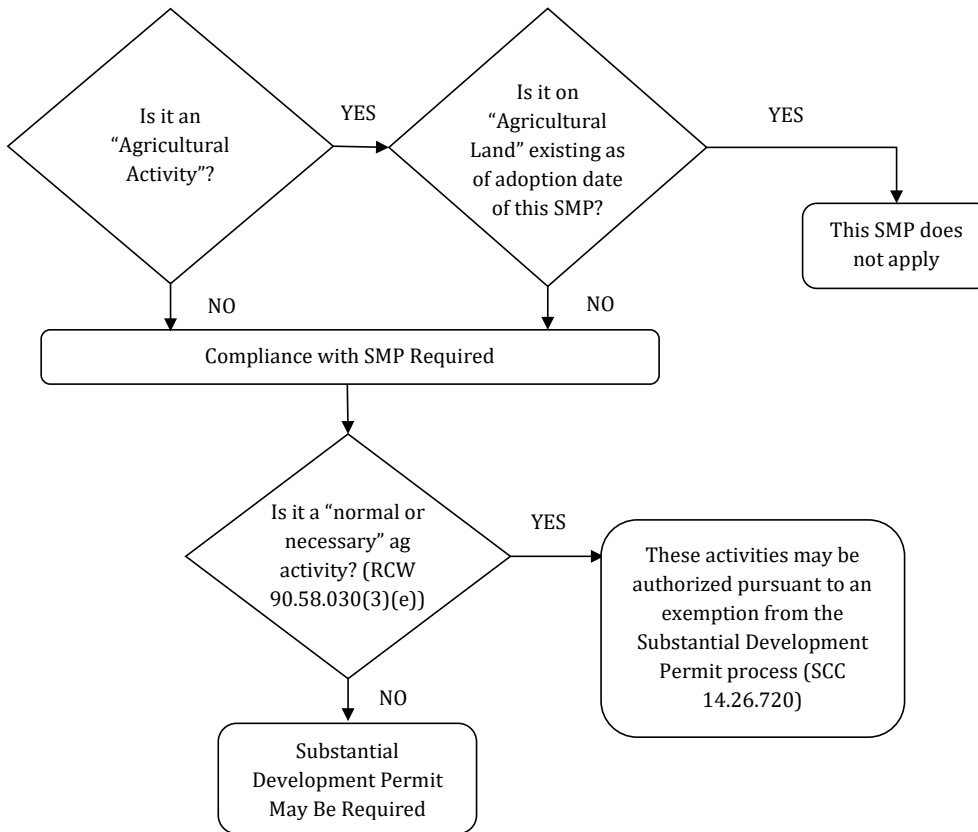 Is it an
“Agricultural
Activity”?
YES
Is it on
“Agricultural
Land” existing as
of adoption date
of this SMP?
YES
This SMP does
not apply
NO
NO
Compliance with SMP Required
Is it a “normal or
necessary” ag
activity? (RCW
90.58.030(3)(e))
YES
These activities may be
authorized pursuant to an
exemption from the
Substantial Development
Permit process (SCC
14.26.720)
NO
Substantial
Development Permit
May Be Required